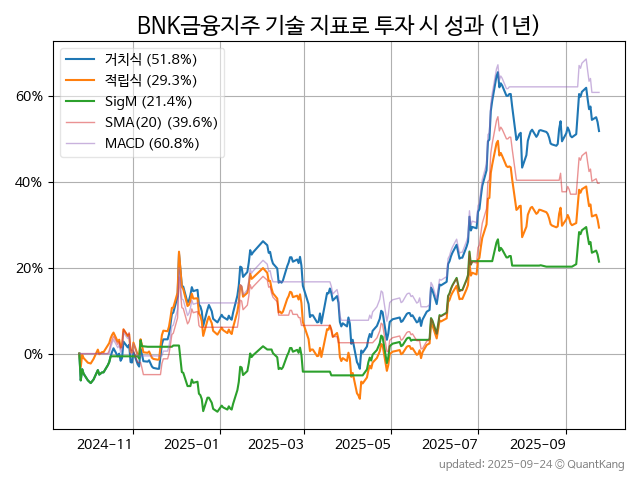 BNK금융지주 기술 지표로 투자 시 성과 (1년)
거치식 (51.8%)
적립식 (29.3%)
SigM (21.4%)
SMA(20) (39.6%)
MACD (60.8%)
60%
40%
20%
0%
2024-11 2025-01 2025-03 2025-05 2025-07 2025-09
updated: 2025-09-24 © QuantKang